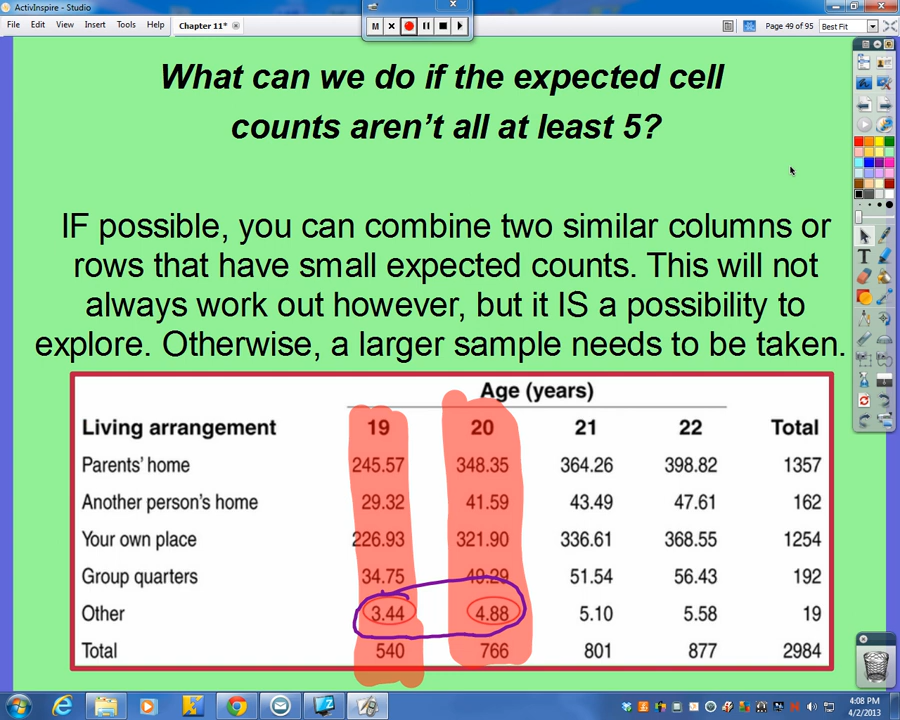 ActivInspire - Studio
File Edit View Insert Tools Help
Chapter 11*
M
Page 49 of 95
Best Fit
What can we do if the expected cell
counts aren't all at least 5?
IF possible, you can combine two similar columns or
rows that have small expected counts. This will not
always work out however, but it IS a possibility to
explore. Otherwise, a larger sample needs to be taken.
Age (years)
Living arrangement 19 20 21 22 Total
Parents' home 245.57 348.35 364.26 398.82 1357
Another person's home 29.32 41.59 43.49 47.61 162
Your own place 226.93 321.90 336.61 368.55 1254
Group quarters 34.75 49.29 51.54 56.43 192
Other 3.44 4.88 5.10 5.58 19
Total 540 766 801 877 2984
4:08 PM
4/2/2013